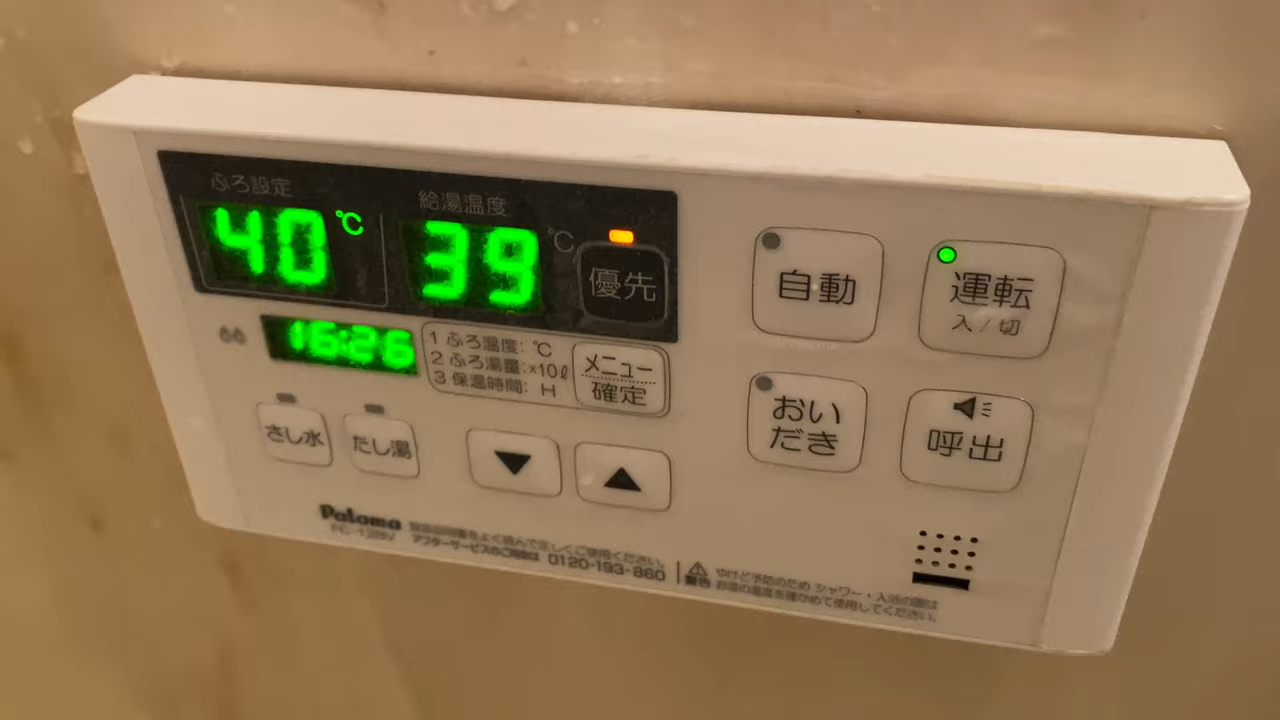 ふろ設定
給湯温度
40℃
39℃
優先
16:26
1 ふろ温度: ℃
2 ふろ湯量: ×10ℓ
3 保温時間: H
メニュー
確定
さし水
たし湯
▼
▲
自動
運転
入/切
おい
だき
呼出
Paloma
取扱説明書をよく読んで正しくご使用ください。
アフターサービスのご用命は 0120-193-860
警告
やけど予防のため シャワー・入浴の際は
お湯の温度を確かめて使用してください。